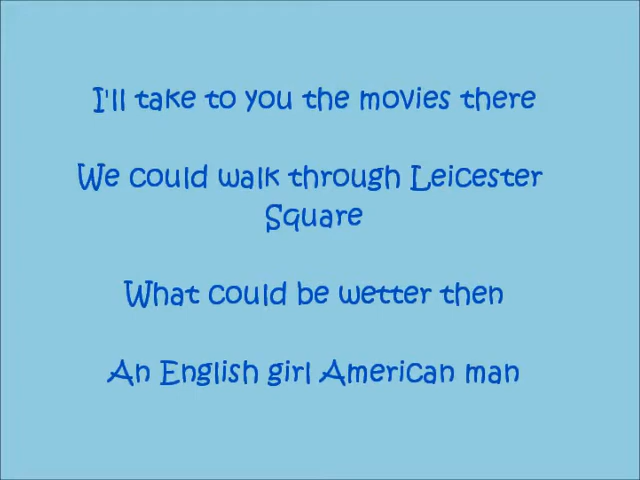 I'll take to you the movies there
We could walk through Leicester
Square
What could be wetter then
An English girl American man